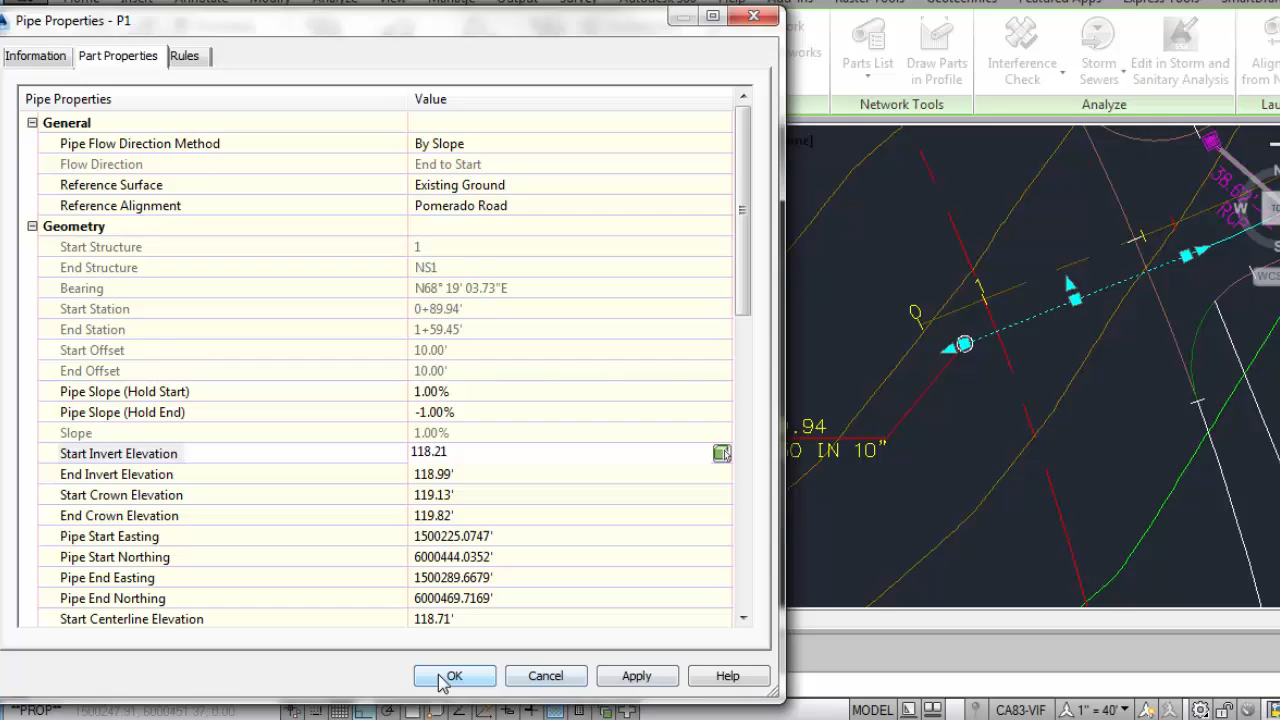 Pipe Properties - P1
Information Part Properties Rules
Pipe Properties Value
General
Pipe Flow Direction Method By Slope
Flow Direction End to Start
Reference Surface Existing Ground
Reference Alignment Pomerado Road
Geometry
Start Structure 1
End Structure NS1
Bearing N68° 19' 03.73"E
Start Station 0+89.94'
End Station 1+59.45'
Start Offset 10.00'
End Offset 10.00'
Pipe Slope (Hold Start) 1.00%
Pipe Slope (Hold End) -1.00%
Slope 1.00%
Start Invert Elevation 118.21
End Invert Elevation 118.99'
Start Crown Elevation 119.13'
End Crown Elevation 119.82'
Pipe Start Easting 1500225.0747'
Pipe Start Northing 6000444.0352'
Pipe End Easting 1500289.6679'
Pipe End Northing 6000469.7169'
Start Centerline Elevation 118.71'
OK Cancel Apply Help
Parts List
Draw Parts in Profile
Network Tools
Interference Check
Storm Sewers
Edit in Storm and Sanitary Analysis
Analyze
W
S
WCS
0
1
.94
O IN 10"
**PROP**
MODEL CA83-VIF 1" = 40'